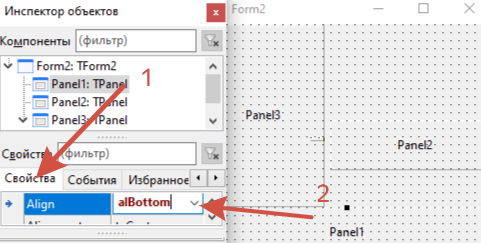 Инспектор объектов
Компоненты (фильтр)
Form2: TForm2
Panel1: TPanel
Panel2: TPanel
Panel3: TPanel
1
Свойства (фильтр)
Свойства События Избранное
Align alBottom
2
Form2
Panel3
Panel2
Panel1